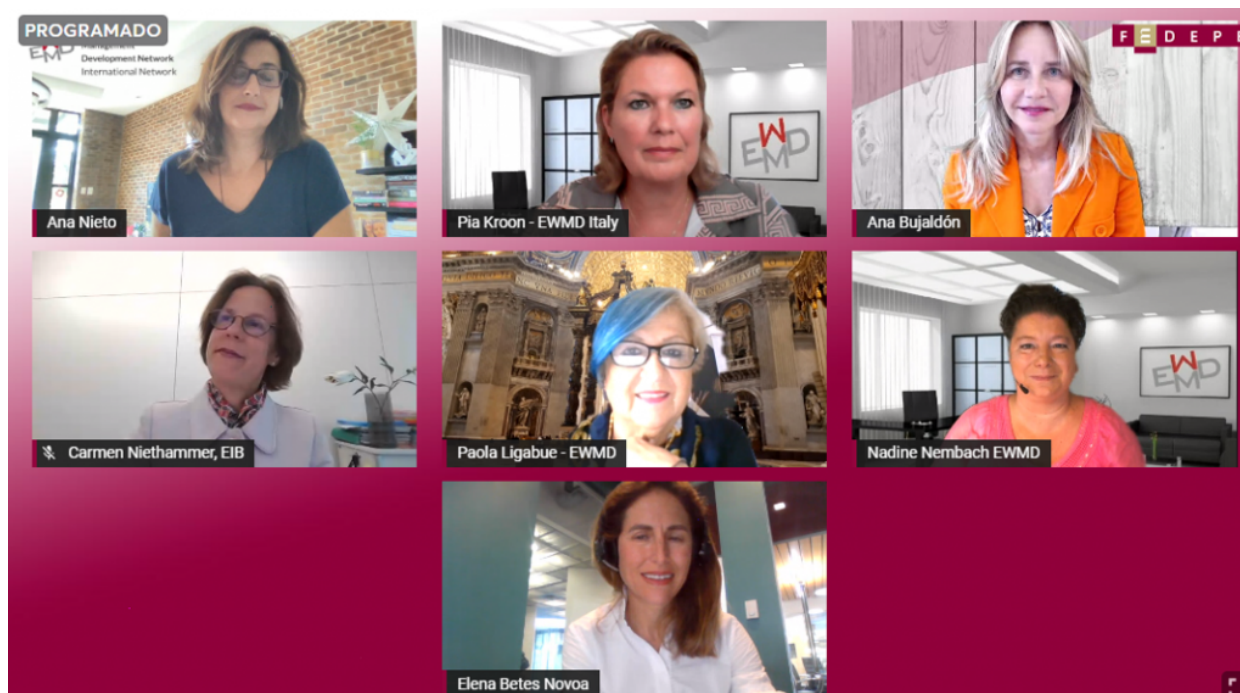 PROGRAMADO
EWMD
Management
Development Network
International Network
FEDEPE
EWMD
Ana Nieto
Pia Kroon - EWMD Italy
Ana Bujaldón
EWMD
Carmen Niethammer, EIB
Paola Ligabue - EWMD
Nadine Nembach EWMD
Elena Betes Novoa